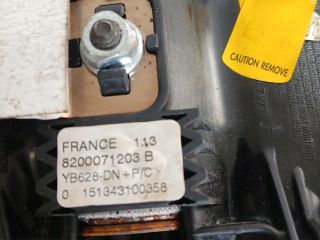 CAUTION REMOVE
FRANCE 113
8200071203 B
YB628-DN+P/C
0 151343100358